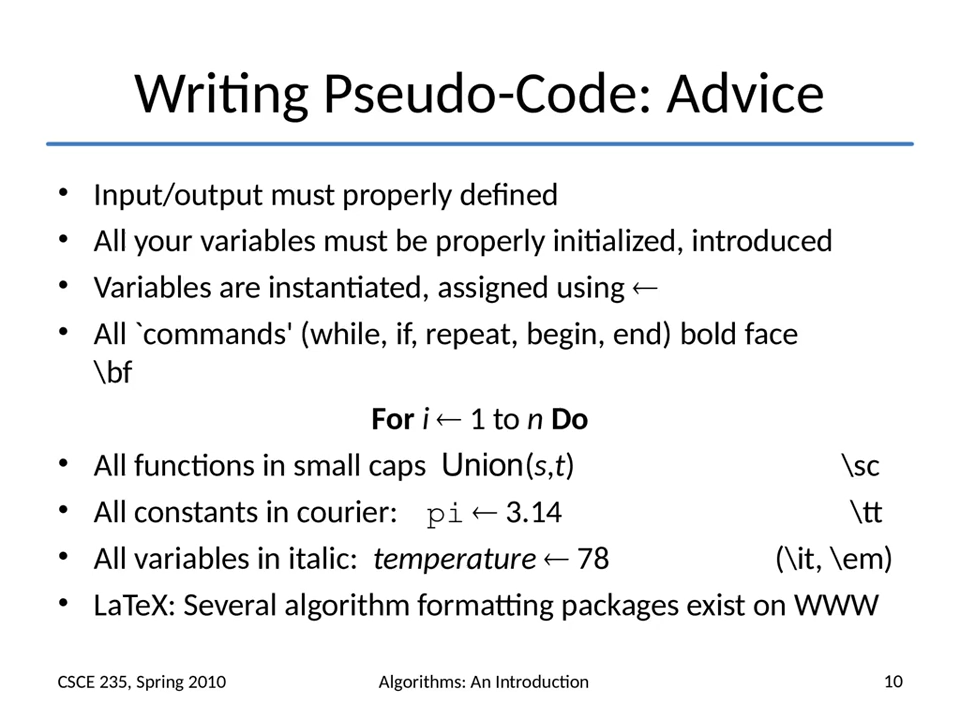 Writing Pseudo-Code: Advice
• Input/output must properly defined
• All your variables must be properly initialized, introduced
• Variables are instantiated, assigned using ←
• All `commands' (while, if, repeat, begin, end) bold face
\bf
For i ← 1 to n Do
• All functions in small caps Union(s,t) \sc
• All constants in courier: pi ← 3.14 \tt
• All variables in italic: temperature ← 78 (\it, \em)
• LaTeX: Several algorithm formatting packages exist on WWW
CSCE 235, Spring 2010 Algorithms: An Introduction 10